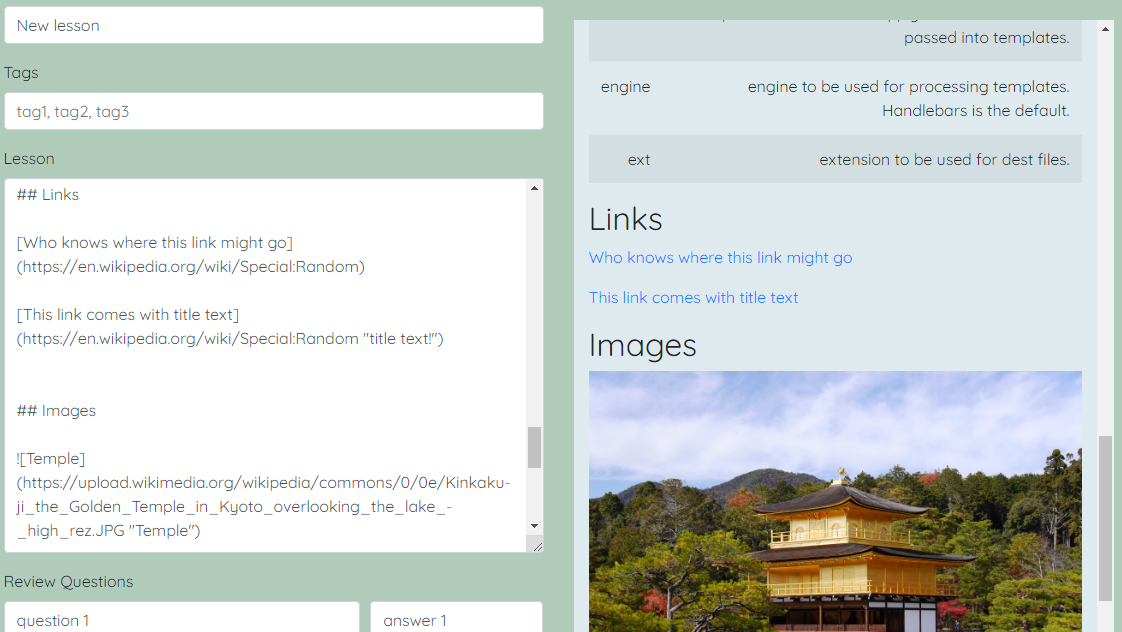 New lesson
Tags
tag1, tag2, tag3
Lesson
## Links
[Who knows where this link might go]
(https://en.wikipedia.org/wiki/Special:Random)
[This link comes with title text]
(https://en.wikipedia.org/wiki/Special:Random "title text!")
## Images
![Temple]
(https://upload.wikimedia.org/wikipedia/commons/0/0e/Kinkaku-
ji_the_Golden_Temple_in_Kyoto_overlooking_the_lake_-
_high_rez.JPG "Temple")
Review Questions
question 1
answer 1
passed into templates.
engine
engine to be used for processing templates.
Handlebars is the default.
ext
extension to be used for dest files.
Links
Who knows where this link might go
This link comes with title text
Images